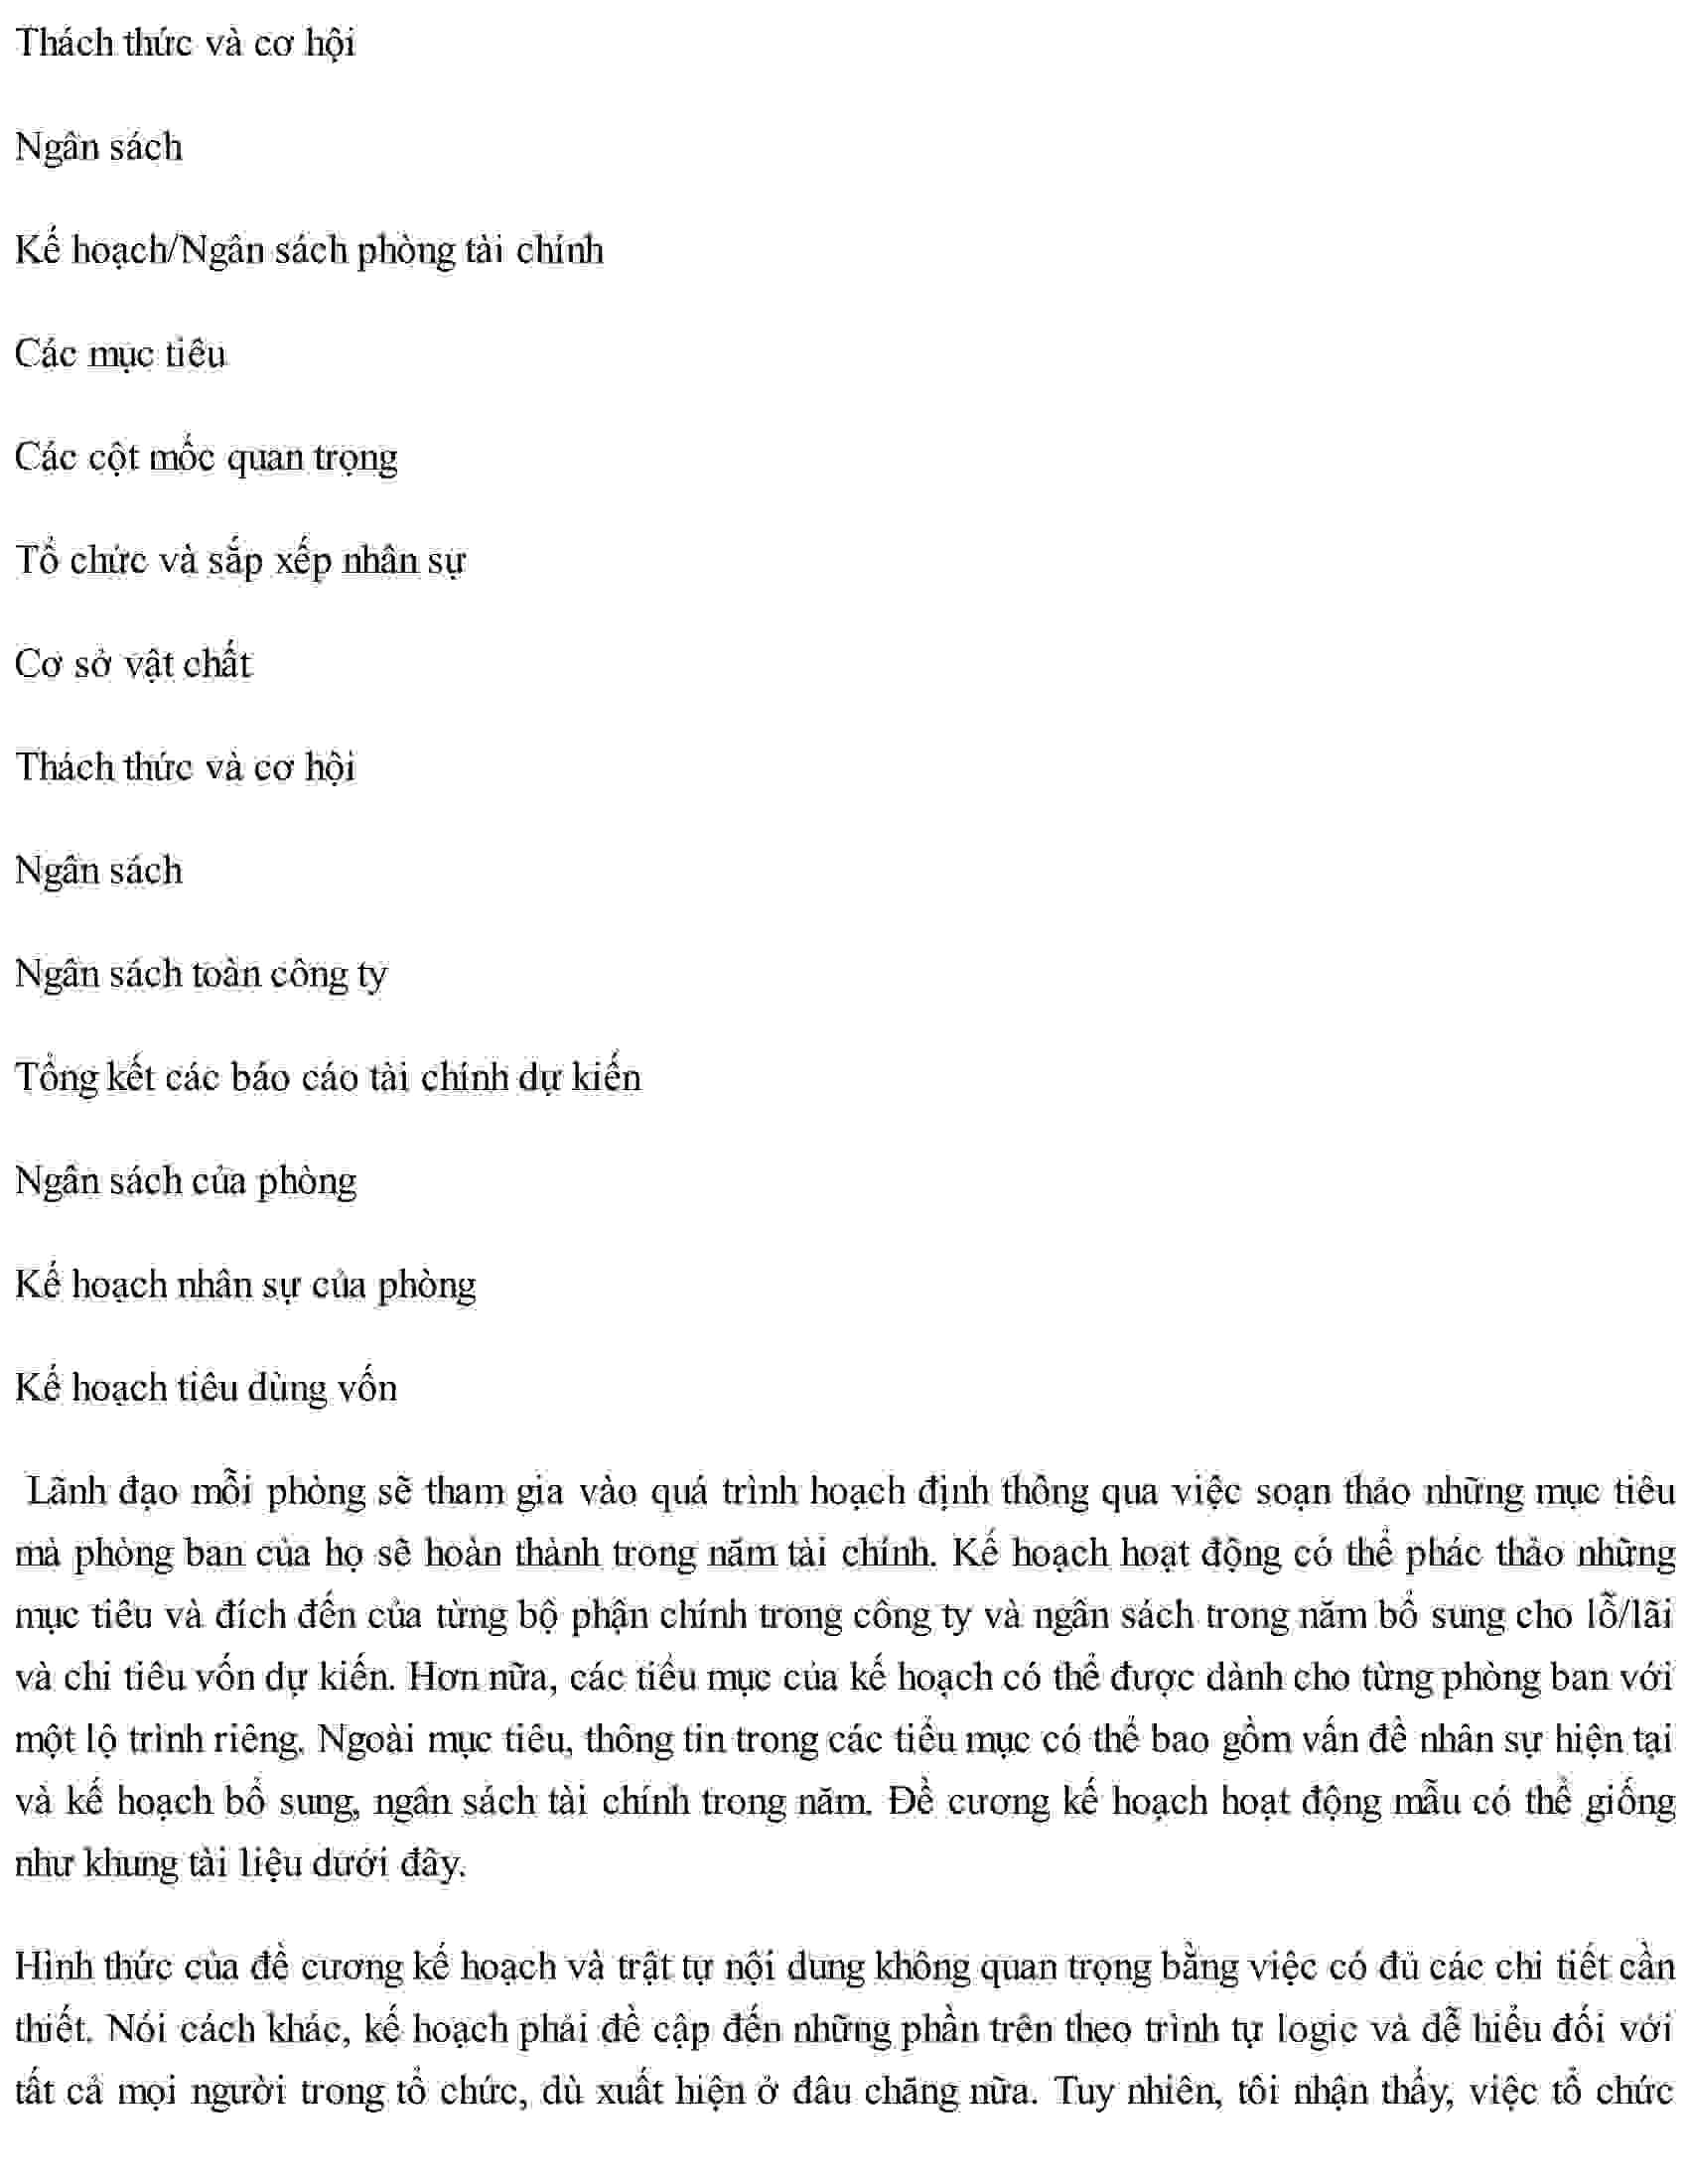 Thách thức và cơ hội
Ngân sách
Kế hoạch/Ngân sách phòng tài chính
Các mục tiêu
Các cột mốc quan trọng
Tổ chức và sắp xếp nhân sự
Cơ sở vật chất
Thách thức và cơ hội
Ngân sách
Ngân sách toàn công ty
Tổng kết các báo cáo tài chính dự kiến
Ngân sách của phòng
Kế hoạch nhân sự của phòng
Kế hoạch tiêu dùng vốn
Lãnh đạo mỗi phòng sẽ tham gia vào quá trình hoạch định thông qua việc soạn thảo những mục tiêu
mà phòng ban của họ sẽ hoàn thành trong năm tài chính. Kế hoạch hoạt động có thể phác thảo những
mục tiêu và đích đến của từng bộ phận chính trong công ty và ngân sách trong năm bổ sung cho lỗ/lãi
và chi tiêu vốn dự kiến. Hơn nữa, các tiểu mục của kế hoạch có thể được dành cho từng phòng ban với
một lộ trình riêng. Ngoài mục tiêu, thông tin trong các tiểu mục có thể bao gồm vấn đề nhân sự hiện tại
và kế hoạch bổ sung, ngân sách tài chính trong năm. Đề cương kế hoạch hoạt động mẫu có thể giống
như khung tài liệu dưới đây.
Hình thức của đề cương kế hoạch và trật tự nội dung không quan trọng bằng việc có đủ các chi tiết cần
thiết. Nói cách khác, kế hoạch phải đề cập đến những phần trên theo trình tự logic và dễ hiểu đối với
tất cả mọi người trong tổ chức, dù xuất hiện ở đâu chăng nữa. Tuy nhiên, tôi nhận thấy, việc tổ chức